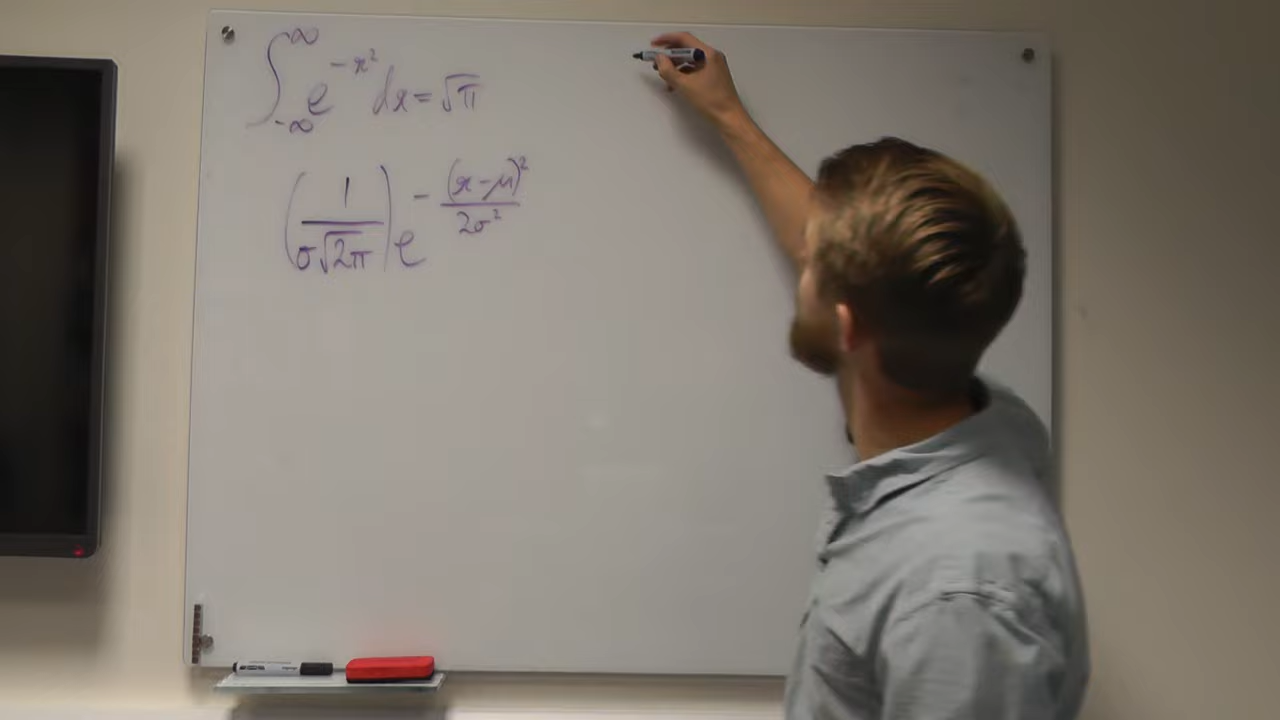 ∫_{-∞}^{∞} e^{-x²} dx = √π
(1/(σ√(2π))) e^{-(x-μ)²/(2σ²)}